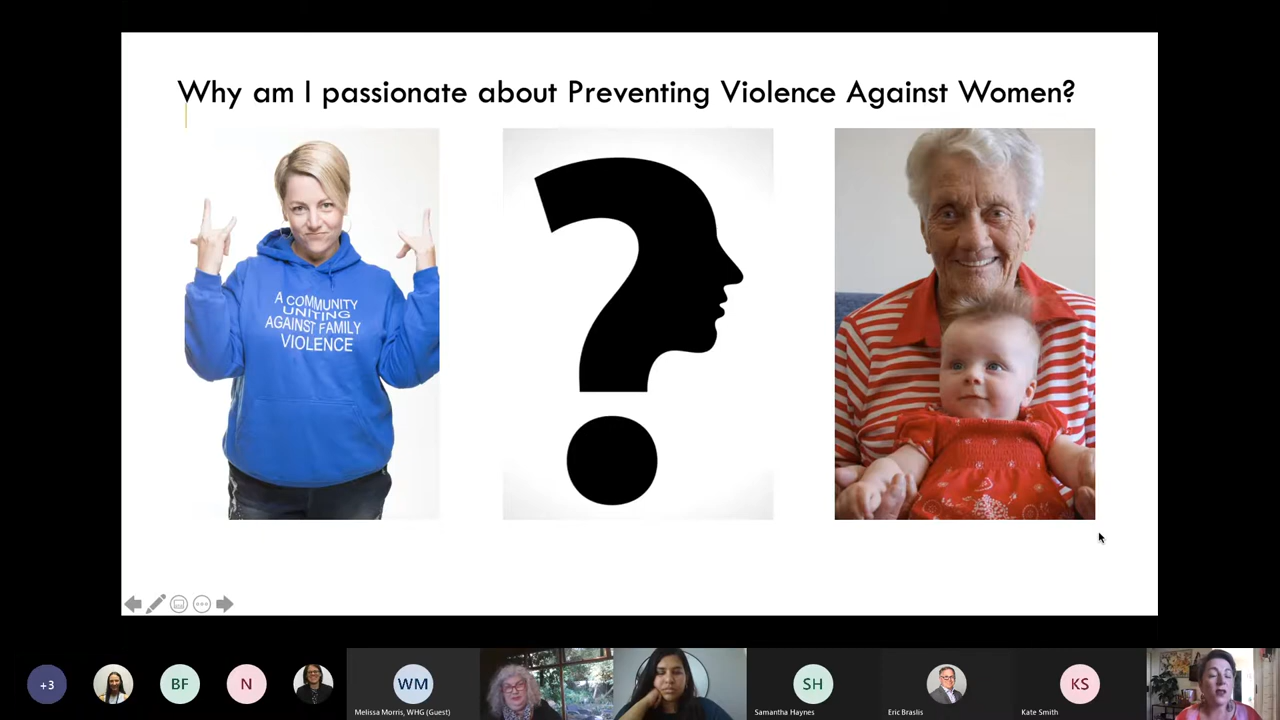 Why am I passionate about Preventing Violence Against Women?
A COMMUNITY
UNITING
AGAINST FAMILY
VIOLENCE
+3
BF
N
WM
SH
KS
Melissa Morris, WHG (Guest)
Samantha Haynes
Eric Braslis
Kate Smith